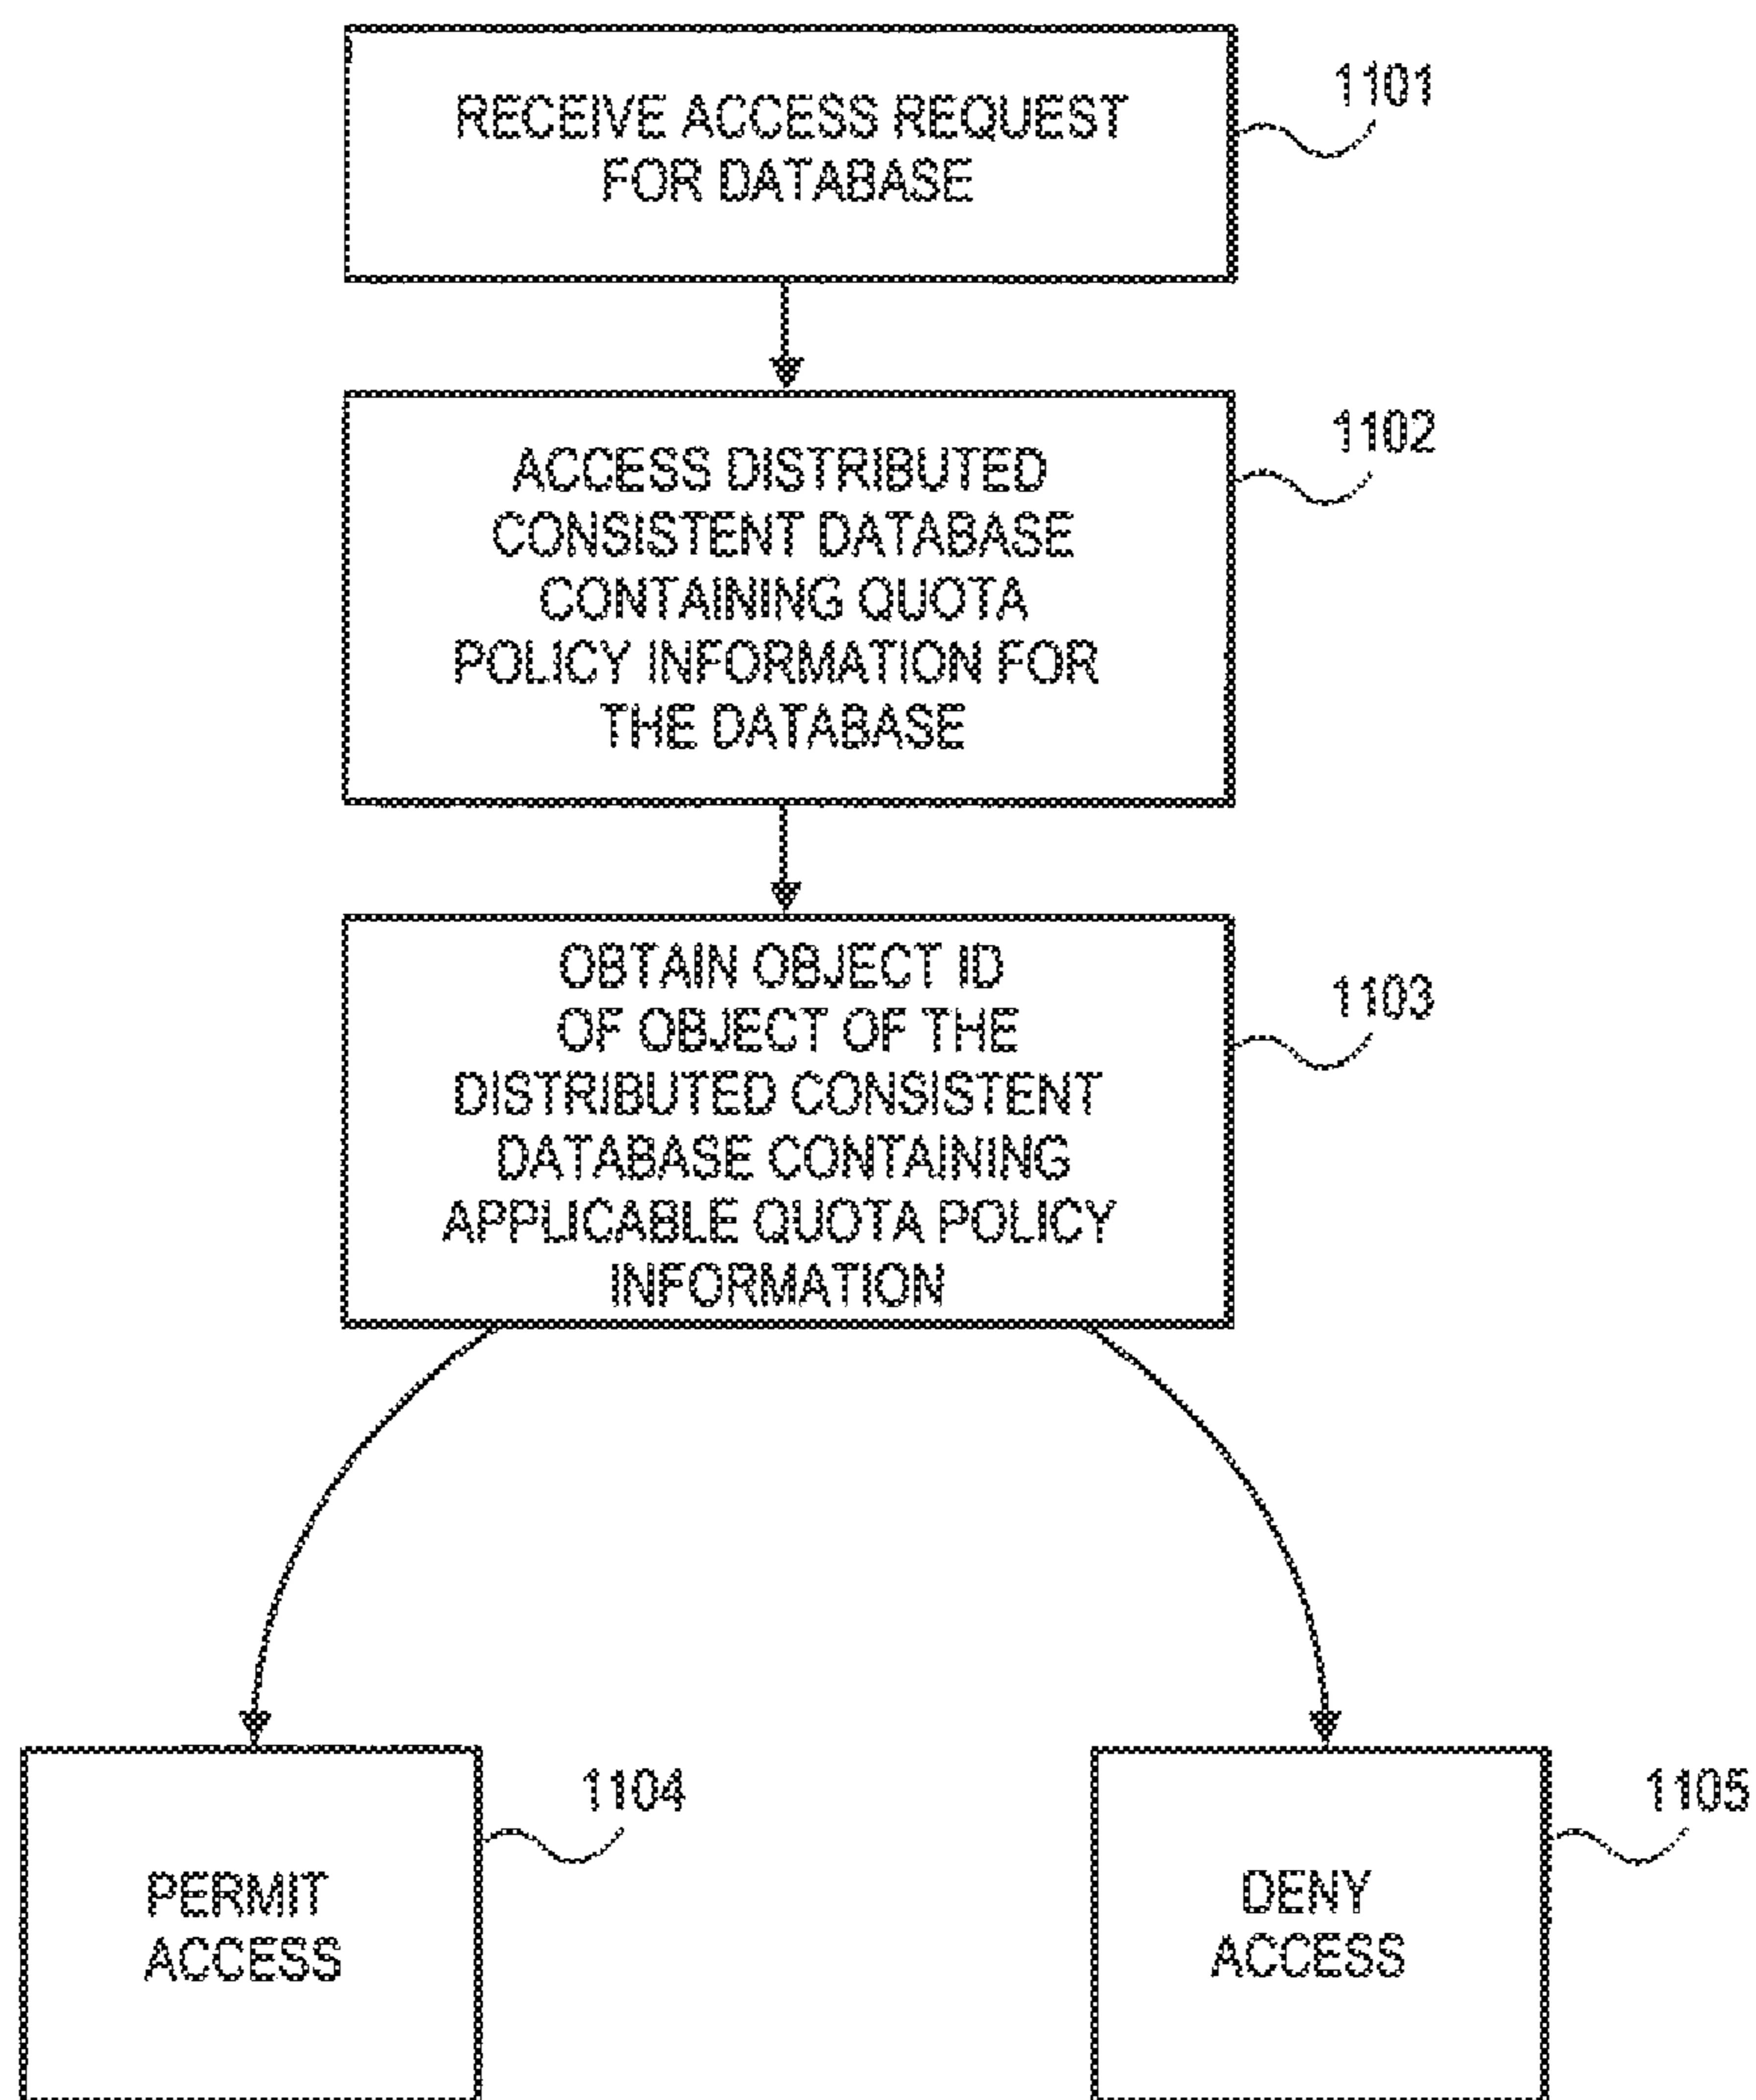 RECEIVE ACCESS REQUEST
FOR DATABASE
1101
ACCESS DISTRIBUTED
CONSISTENT DATABASE
CONTAINING QUOTA
POLICY INFORMATION FOR
THE DATABASE
1102
OBTAIN OBJECT ID
OF OBJECT OF THE
DISTRIBUTED CONSISTENT
DATABASE CONTAINING
APPLICABLE QUOTA POLICY
INFORMATION
1103
PERMIT
ACCESS
1104
DENY
ACCESS
1105